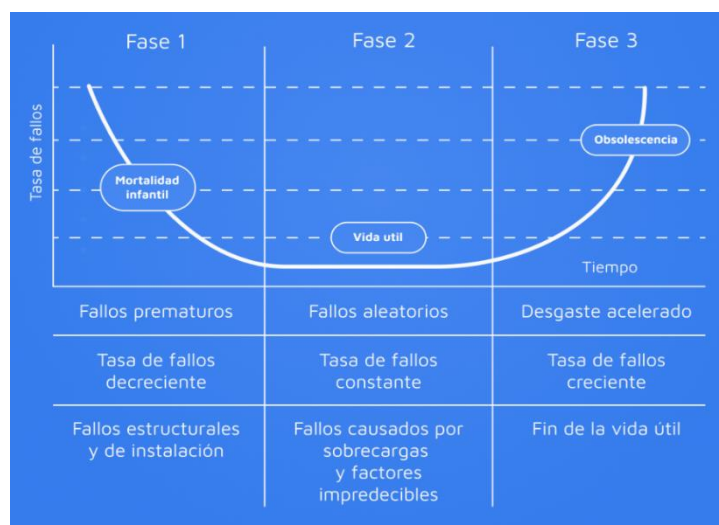 Fase 1
Fase 2
Fase 3
Tasa de fallos
Mortalidad
infantil
Vida util
Obsolescencia
Tiempo
Fallos prematuros
Fallos aleatorios
Desgaste acelerado
Tasa de fallos
decreciente
Tasa de fallos
constante
Tasa de fallos
creciente
Fallos estructurales
y de instalación
Fallos causados por
sobrecargas
y factores
impredecibles
Fin de la vida útil